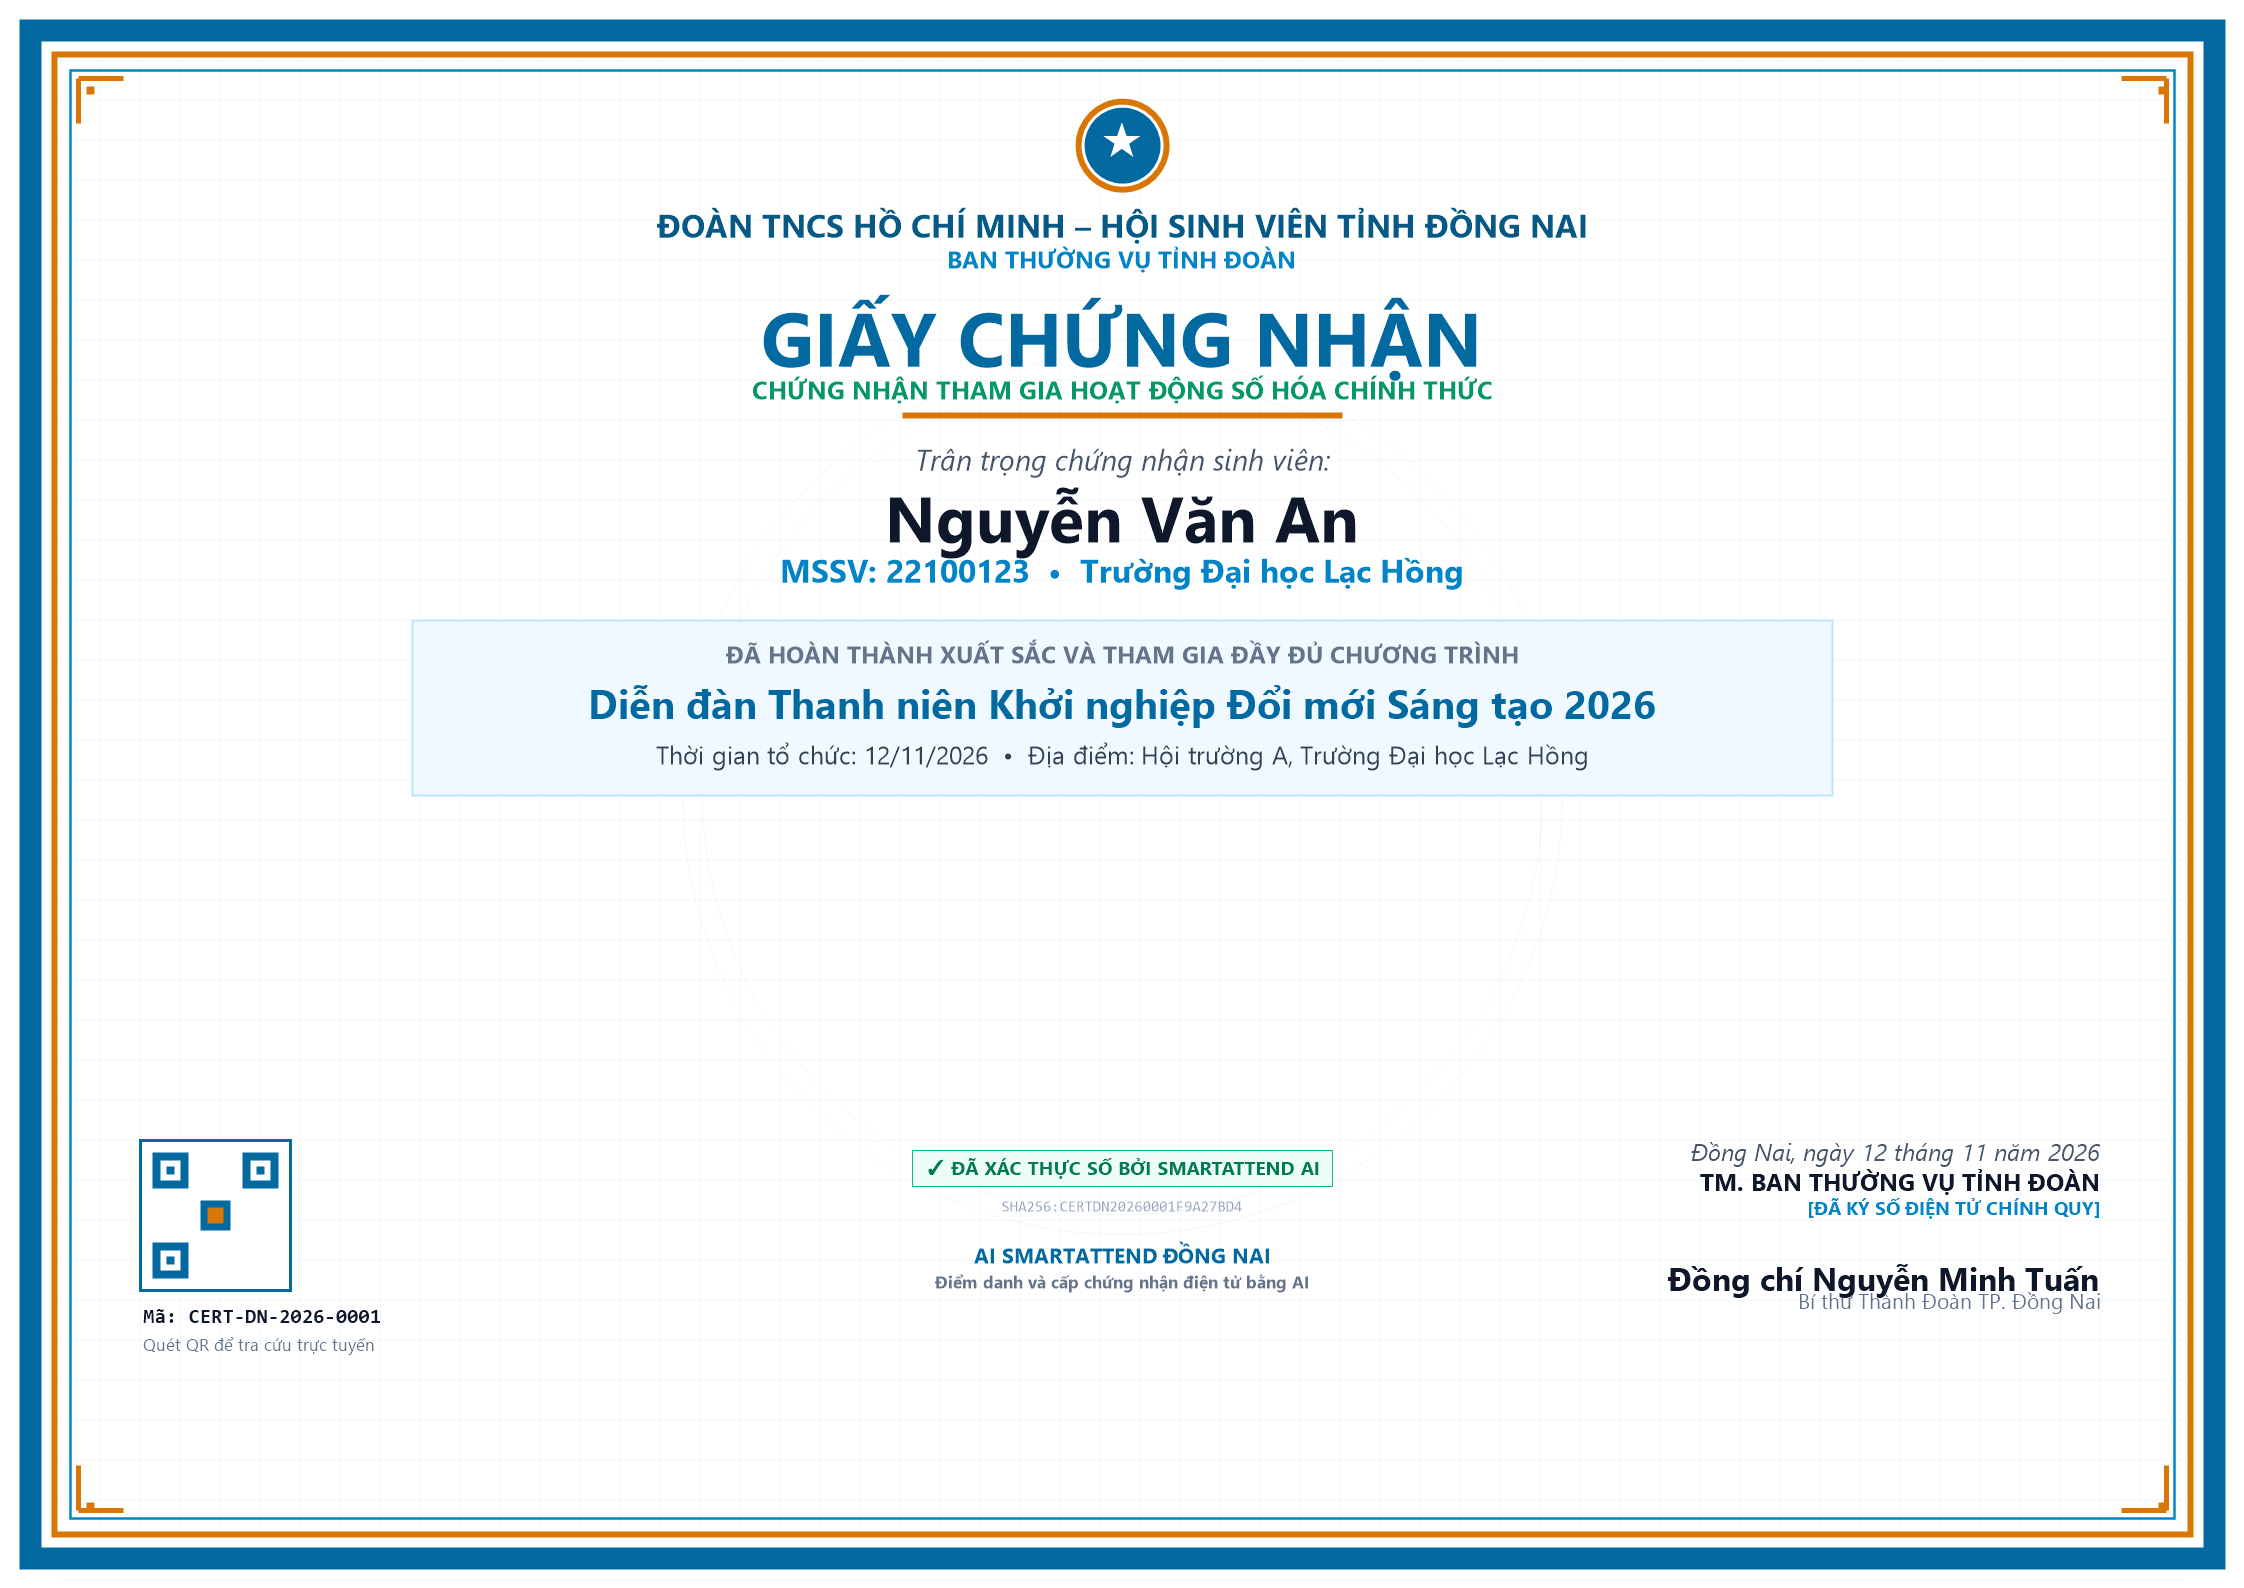 ĐOÀN TNCS HỒ CHÍ MINH – HỘI SINH VIÊN TỈNH ĐỒNG NAI
BAN THƯỜNG VỤ TỈNH ĐOÀN
GIẤY CHỨNG NHẬN
CHỨNG NHẬN THAM GIA HOẠT ĐỘNG SỐ HÓA CHÍNH THỨC
Trân trọng chứng nhận sinh viên:
Nguyễn Văn An
MSSV: 22100123 • Trường Đại học Lạc Hồng
ĐÃ HOÀN THÀNH XUẤT SẮC VÀ THAM GIA ĐẦY ĐỦ CHƯƠNG TRÌNH
Diễn đàn Thanh niên Khởi nghiệp Đổi mới Sáng tạo 2026
Thời gian tổ chức: 12/11/2026 • Địa điểm: Hội trường A, Trường Đại học Lạc Hồng
Mã: CERT-DN-2026-0001
Quét QR để tra cứu trực tuyến
✓ ĐÃ XÁC THỰC SỐ BỞI SMARTATTEND AI
SHA256:CERTDN20260001F9A27BD4
AI SMARTATTEND ĐỒNG NAI
Điểm danh và cấp chứng nhận điện tử bằng AI
Đồng Nai, ngày 12 tháng 11 năm 2026
TM. BAN THƯỜNG VỤ TỈNH ĐOÀN
[ĐÃ KÝ SỐ ĐIỆN TỬ CHÍNH QUY]
Đồng chí Nguyễn Minh Tuấn
Bí thư Thành Đoàn TP. Đồng Nai